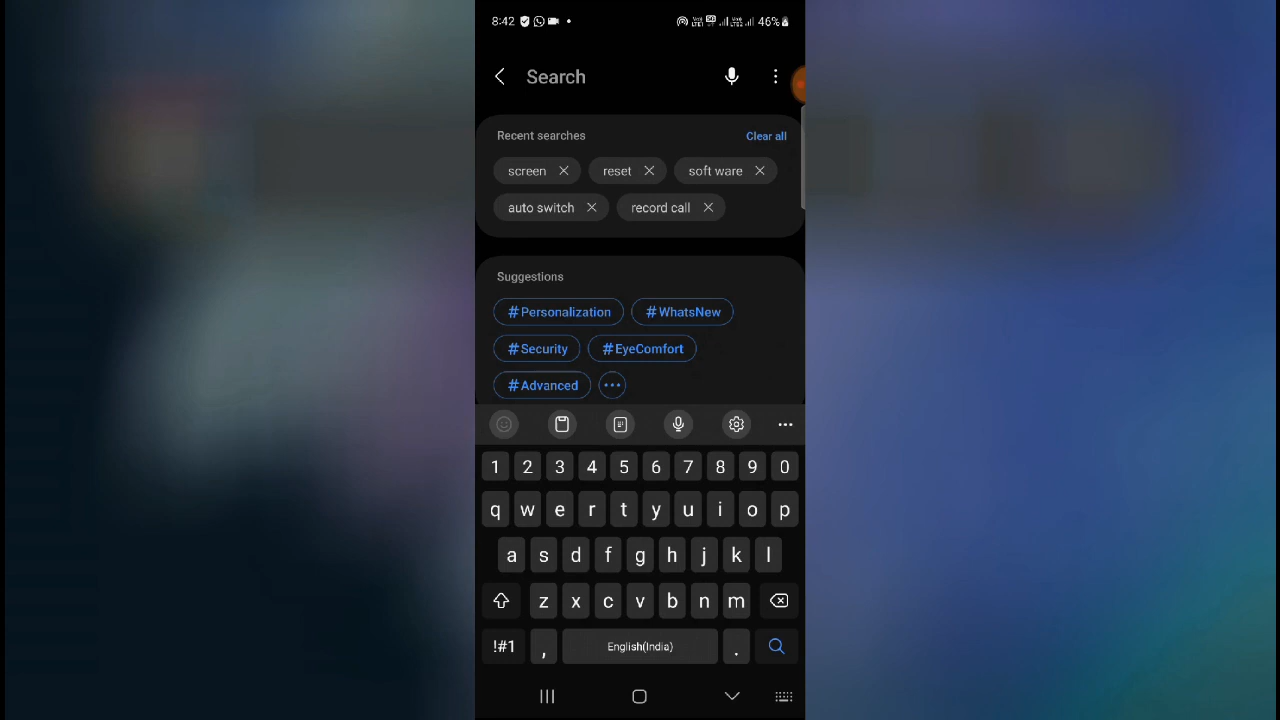 8:42 46%
Search
Recent searches Clear all
screen reset soft ware
auto switch record call
Suggestions
#Personalization #WhatsNew
#Security #EyeComfort
#Advanced
1 2 3 4 5 6 7 8 9 0
q w e r t y u i o p
a s d f g h j k l
z x c v b n m
!#1 , English(India) .